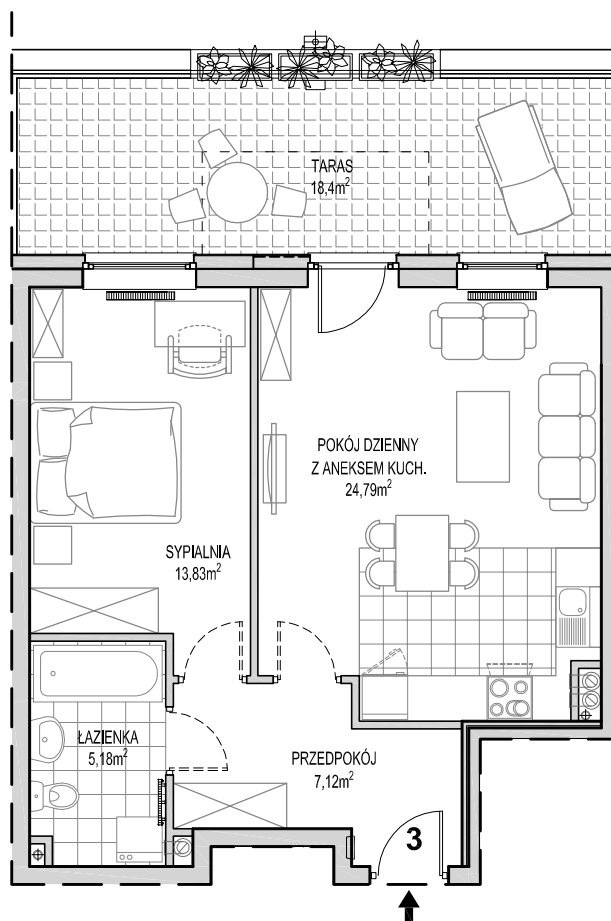 TARAS
18,4m²
POKÓJ DZIENNY
Z ANEKSEM KUCH.
24,79m²
SYPIALNIA
13,83m²
ŁAZIENKA
5,18m²
PRZEDPOKÓJ
7,12m²
3